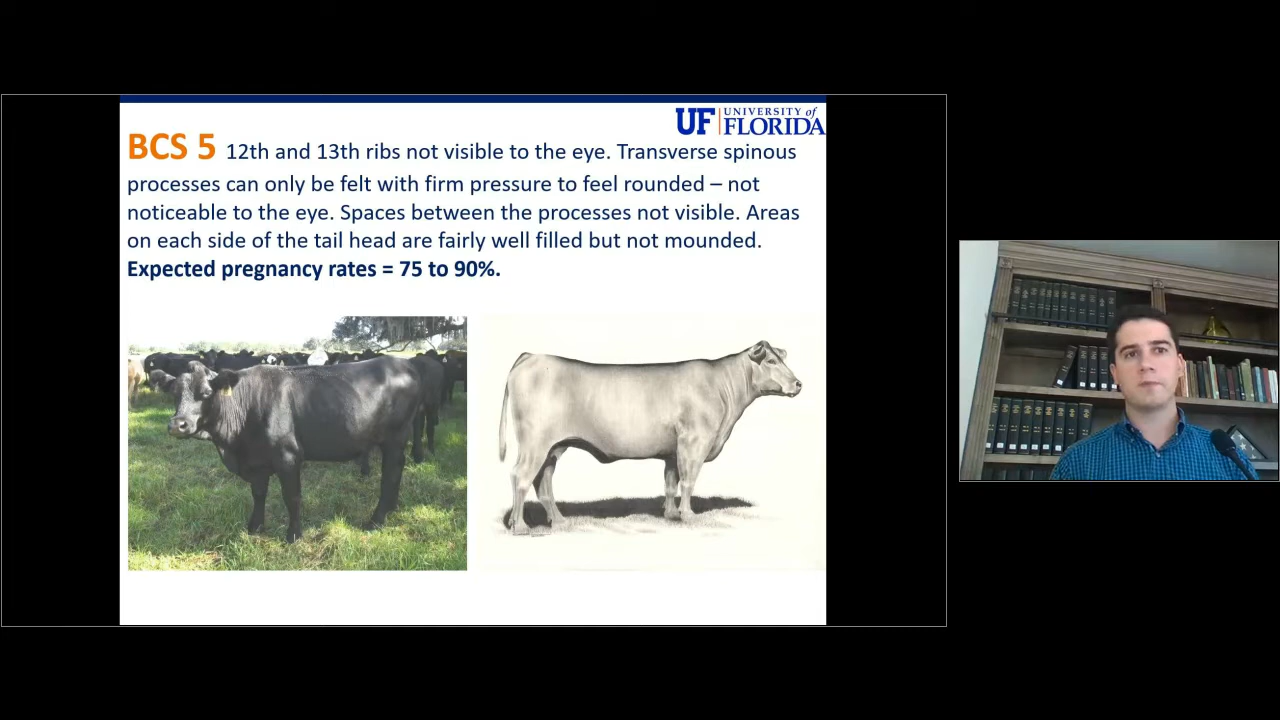 UF UNIVERSITY of
FLORIDA
BCS 5 12th and 13th ribs not visible to the eye. Transverse spinous
processes can only be felt with firm pressure to feel rounded – not
noticeable to the eye. Spaces between the processes not visible. Areas
on each side of the tail head are fairly well filled but not mounded.
Expected pregnancy rates = 75 to 90%.